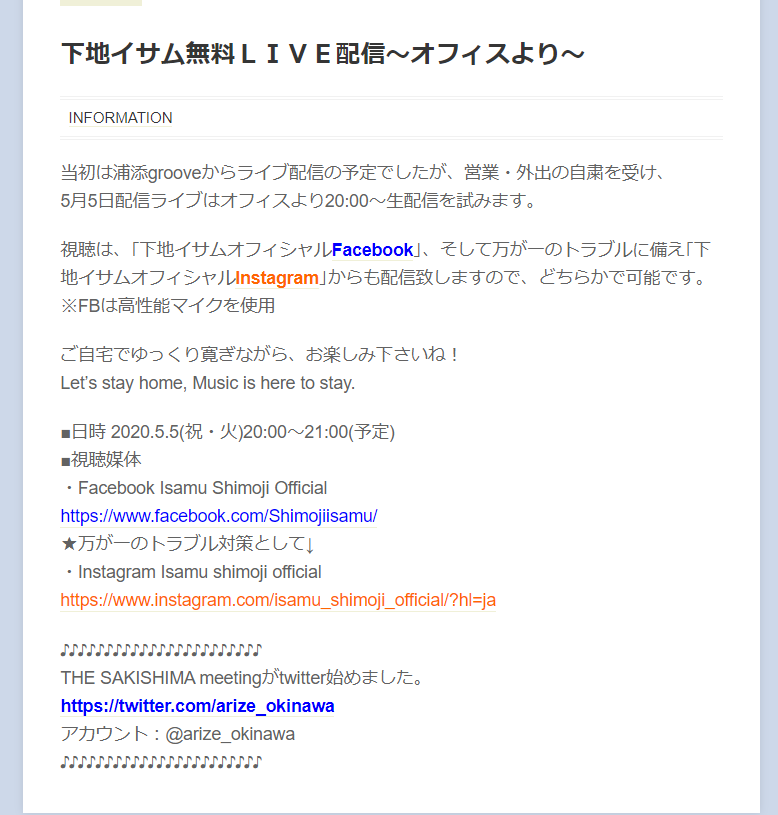 下地イサム無料ＬＩＶＥ配信～オフィスより～
INFORMATION
当初は浦添grooveからライブ配信の予定でしたが、営業・外出の自粛を受け、
5月5日配信ライブはオフィスより20:00～生配信を試みます。
視聴は、｢下地イサムオフィシャルFacebook｣、そして万が一のトラブルに備え｢下
地イサムオフィシャルInstagram｣からも配信致しますので、どちらかで可能です。
※FBは高性能マイクを使用
ご自宅でゆっくり寛ぎながら、お楽しみ下さいね！
Let’s stay home, Music is here to stay.
■日時 2020.5.5(祝・火)20:00～21:00(予定)
■視聴媒体
・Facebook Isamu Shimoji Official
https://www.facebook.com/Shimojiisamu/
★万が一のトラブル対策として↓
・Instagram Isamu shimoji official
https://www.instagram.com/isamu_shimoji_official/?hl=ja
♪♪♪♪♪♪♪♪♪♪♪♪♪♪♪♪♪♪♪♪♪♪♪
THE SAKISHIMA meetingがtwitter始めました。
https://twitter.com/arize_okinawa
アカウント：@arize_okinawa
♪♪♪♪♪♪♪♪♪♪♪♪♪♪♪♪♪♪♪♪♪♪♪